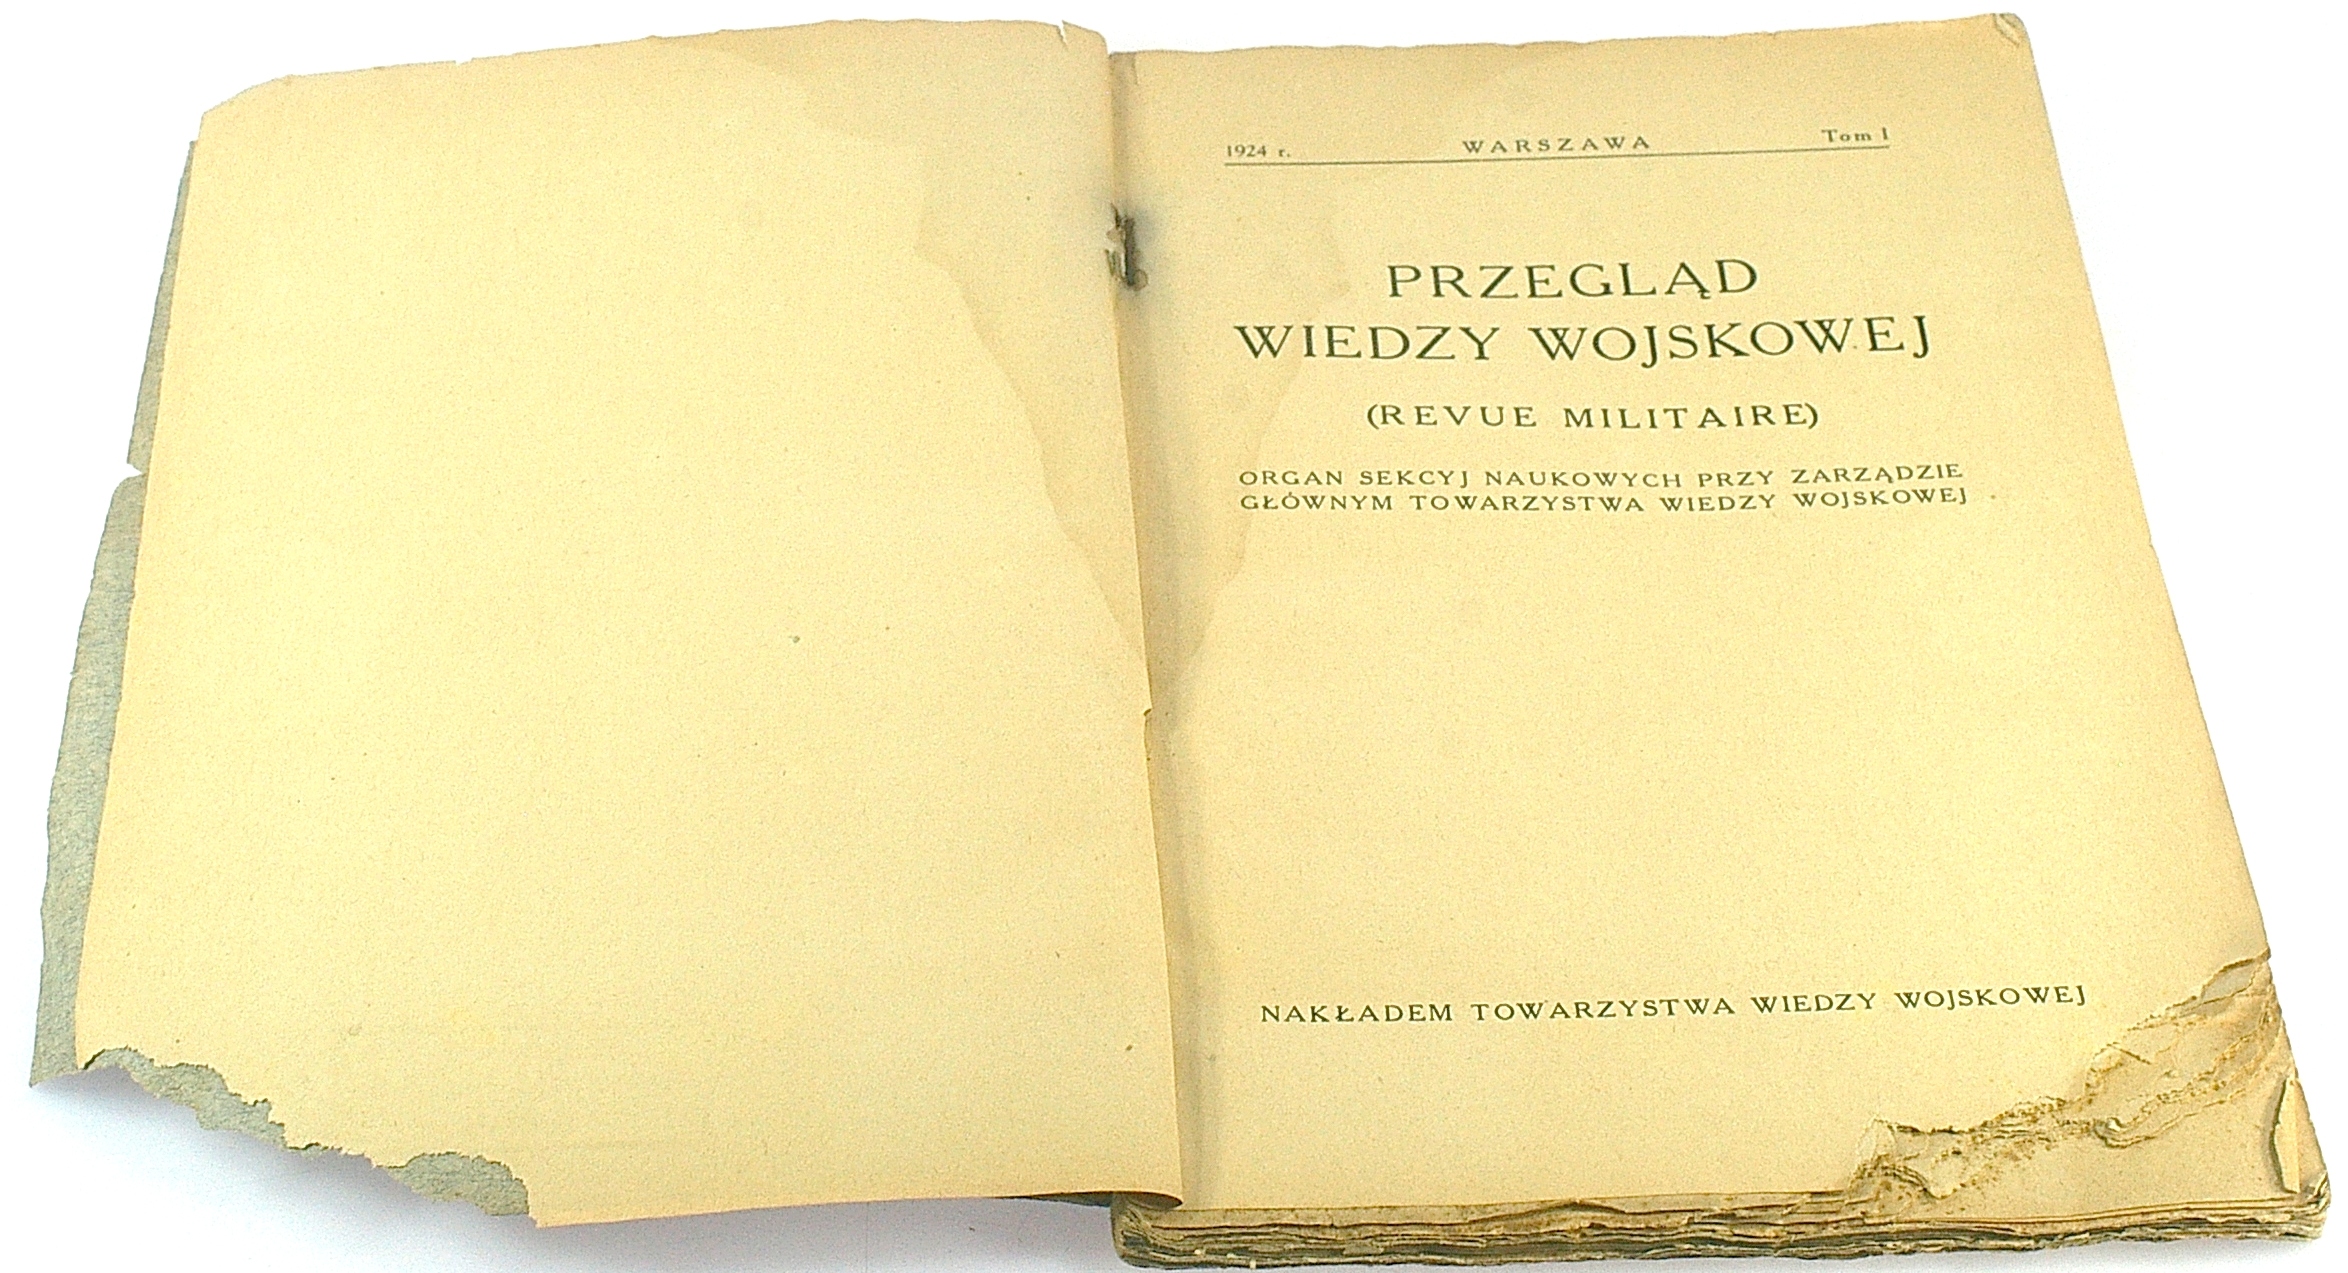 1924 r. WARSZAWA Tom I
PRZEGLĄD
WIEDZY WOJSKOWEJ
(REVUE MILITAIRE)
ORGAN SEKCYJ NAUKOWYCH PRZY ZARZĄDZIE
GŁÓWNYM TOWARZYSTWA WIEDZY WOJSKOWEJ
NAKŁADEM TOWARZYSTWA WIEDZY WOJSKOWEJ